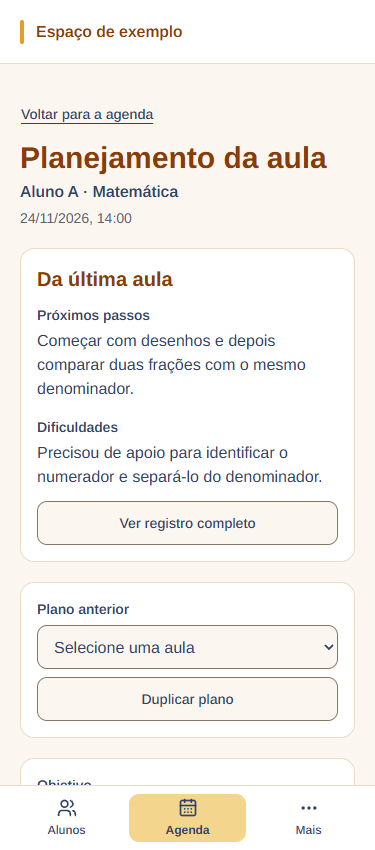 Espaço de exemplo
Voltar para a agenda
Planejamento da aula
Aluno A · Matemática
24/11/2026, 14:00
Da última aula
Próximos passos
Começar com desenhos e depois
comparar duas frações com o mesmo
denominador.
Dificuldades
Precisou de apoio para identificar o
numerador e separá-lo do denominador.
Ver registro completo
Plano anterior
Selecione uma aula
Duplicar plano
Objetivo
Alunos
Agenda
Mais